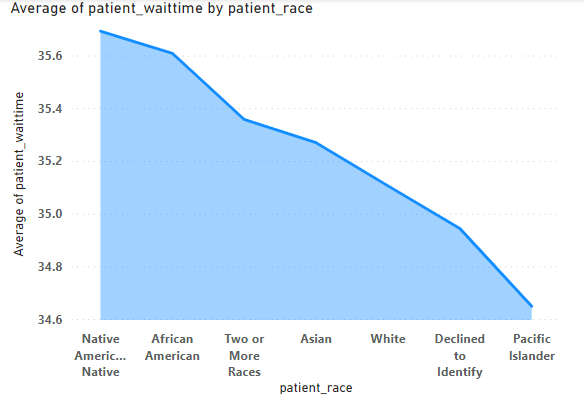 Average of patient_waittime by patient_race
Average of patient_waittime
35.6
35.4
35.2
35.0
34.8
34.6
Native
Americ...
Native
African
American
Two or
More
Races
Asian
White
Declined
to
Identify
Pacific
Islander
patient_race